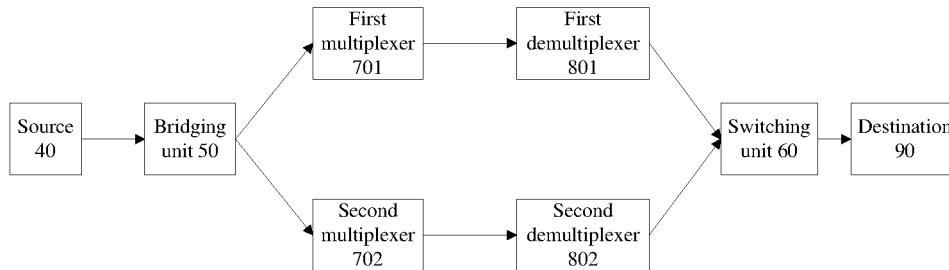 Source
40
Bridging
unit 50
First
multiplexer
701
First
demultiplexer
801
Second
multiplexer
702
Second
demultiplexer
802
Switching
unit 60
Destination
90